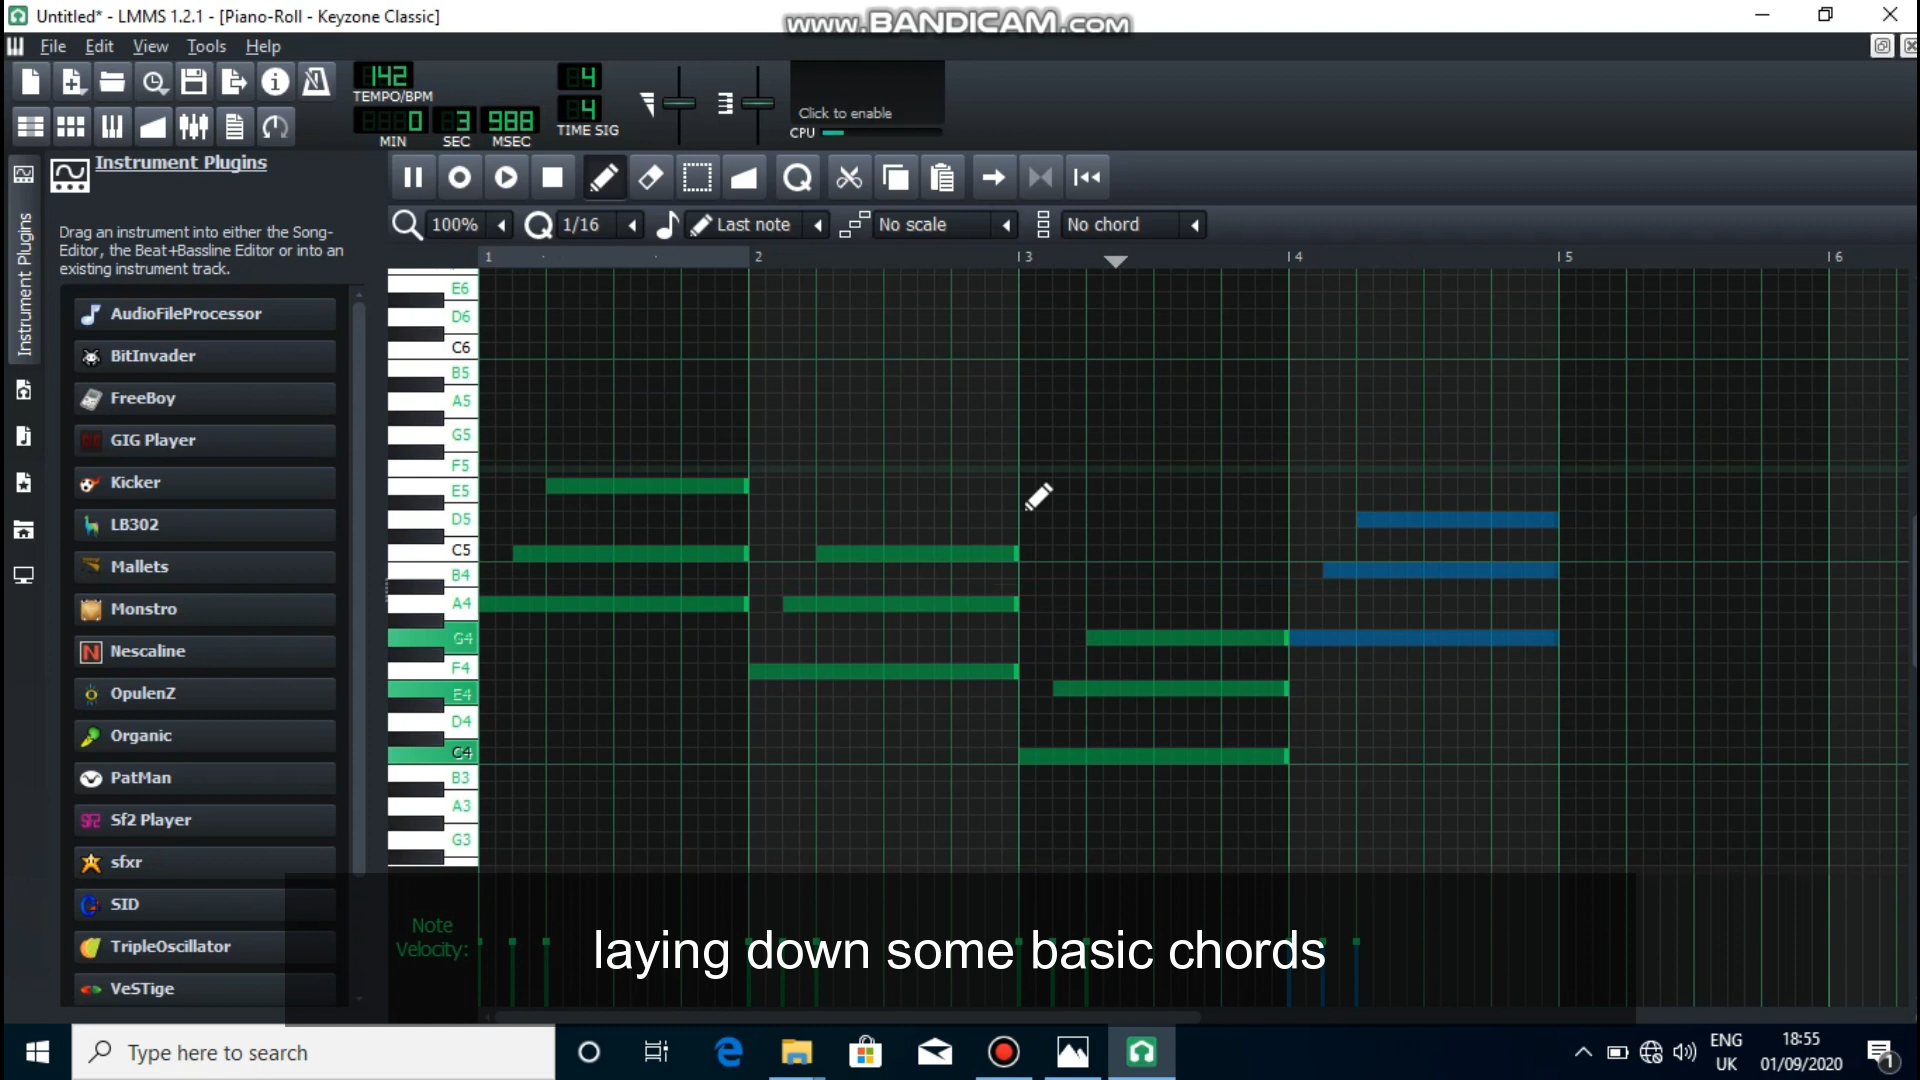 Untitled* - LMMS 1.2.1 - [Piano-Roll - Keyzone Classic]
www.BANDICAM.com
File Edit View Tools Help
142
TEMPO/BPM
0 3 988
MIN SEC MSEC
4
4
TIME SIG
Click to enable
CPU
Instrument Plugins
Instrument Plugins
Drag an instrument into either the Song-
Editor, the Beat+Bassline Editor or into an
existing instrument track.
AudioFileProcessor
BitInvader
FreeBoy
GIG Player
Kicker
LB302
Mallets
Monstro
Nescaline
OpulenZ
Organic
PatMan
Sf2 Player
sfxr
SID
TripleOscillator
VeSTige
100% 1/16 Last note No scale No chord
1 2 3 4 5 6
E6
D6
C6
B5
A5
G5
F5
E5
D5
C5
B4
A4
G4
F4
E4
D4
C4
B3
A3
G3
Note
Velocity:
laying down some basic chords
Type here to search
ENG
UK
18:55
01/09/2020
1